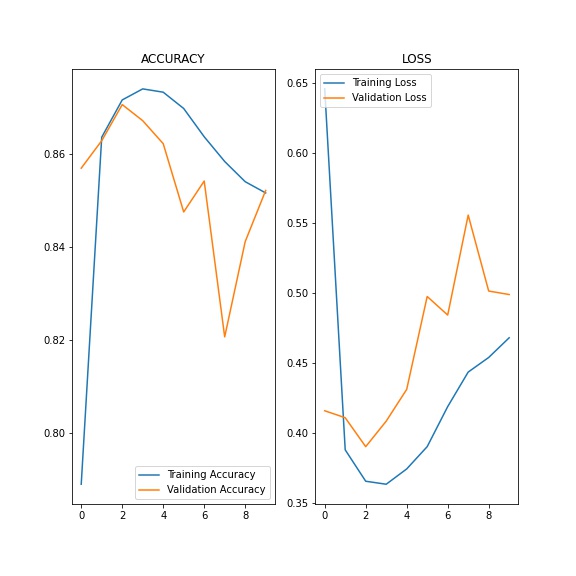 ACCURACY
0.86
0.84
0.82
0.80
0 2 4 6 8
Training Accuracy
Validation Accuracy
LOSS
0.65
0.60
0.55
0.50
0.45
0.40
0.35
0 2 4 6 8
Training Loss
Validation Loss